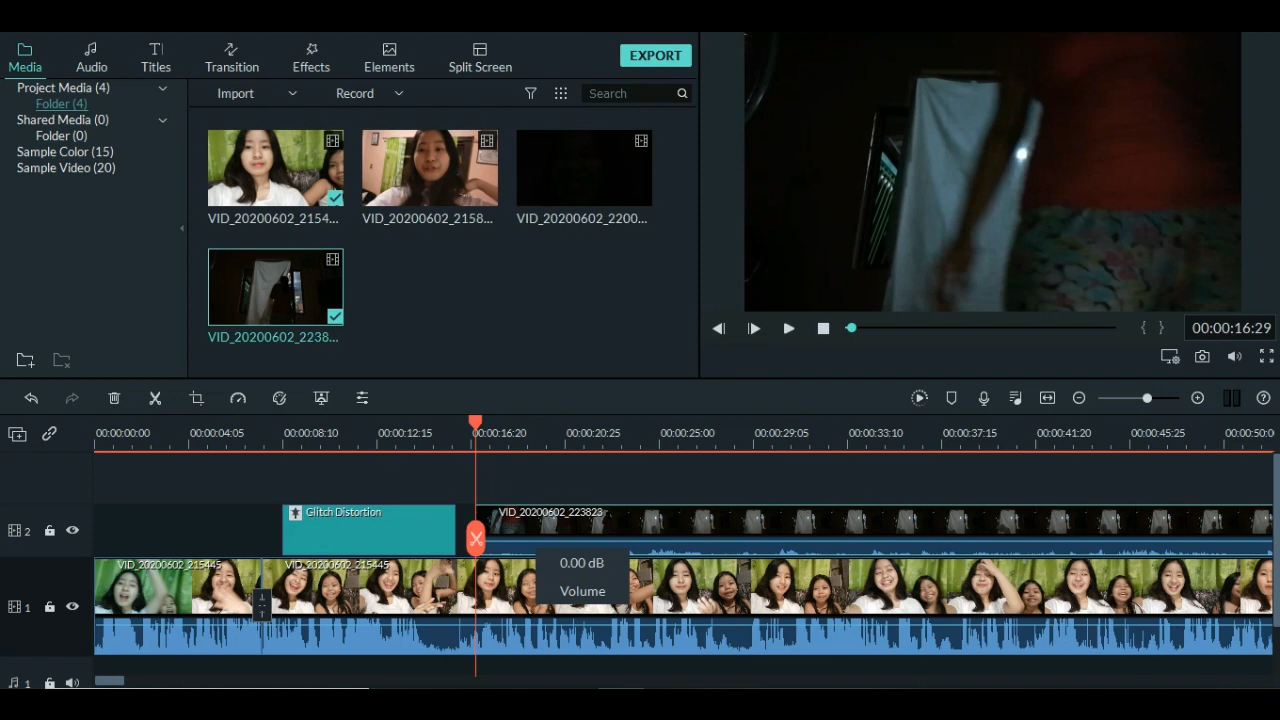 Media
Audio
Titles
Transition
Effects
Elements
Split Screen
EXPORT
Project Media (4)
Folder (4)
Shared Media (0)
Folder (0)
Sample Color (15)
Sample Video (20)
Import
Record
Search
VID_20200602_2154...
VID_20200602_2158...
VID_20200602_2200...
VID_20200602_2238...
{ }
00:00:16:29
00:00:00:00
00:00:04:05
00:00:08:10
00:00:12:15
00:00:16:20
00:00:20:25
00:00:25:00
00:00:29:05
00:00:33:10
00:00:37:15
00:00:41:20
00:00:45:25
00:00:50:0
2
Glitch Distortion
VID_20200602_223823
0.00 dB
Volume
1
VID_20200602_215445
VID_20200602_215445
1